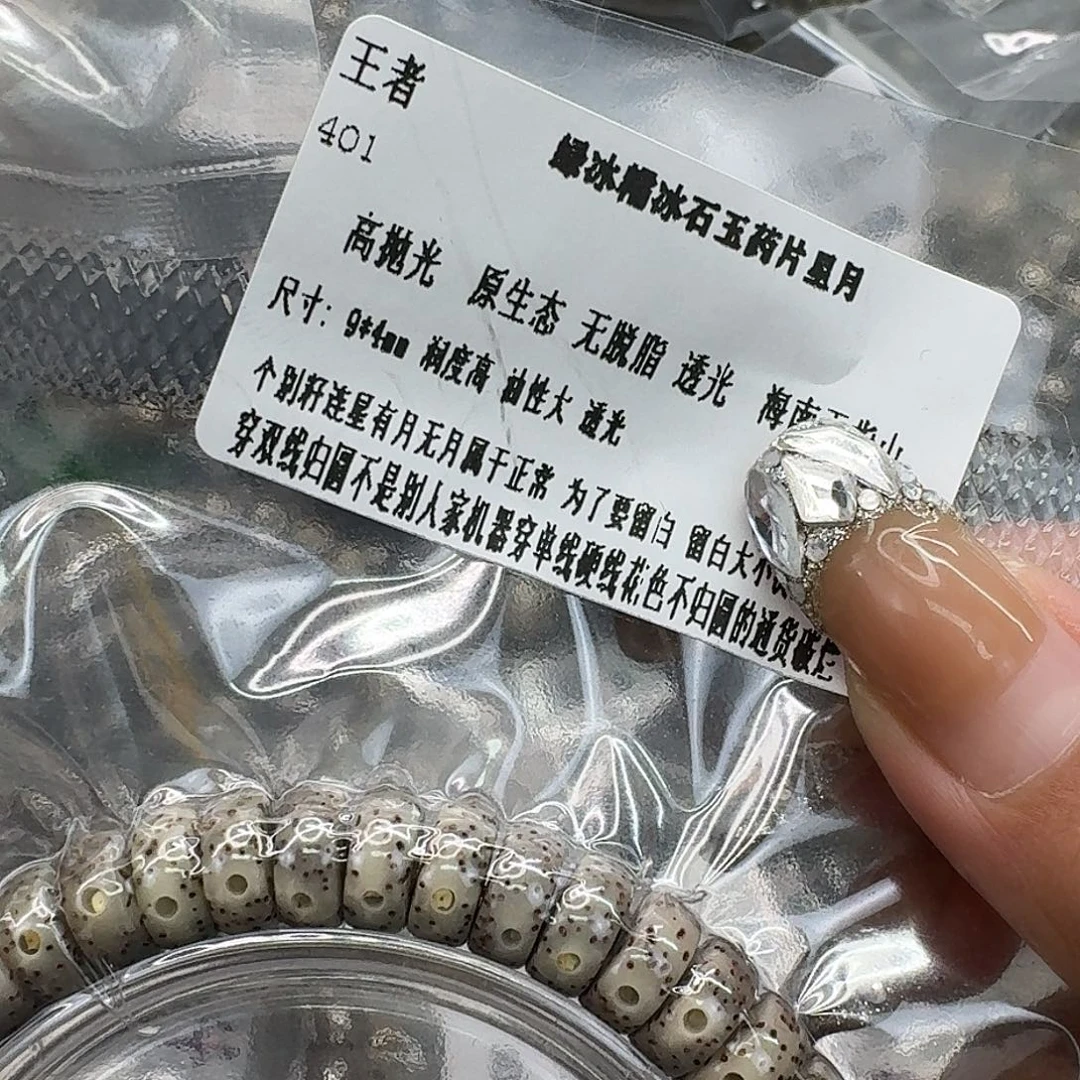 王者
401
绿冰糯冰石玉药片星月
高抛光 原生态 无脱脂 透光 海南
尺寸：9*4mm 润度高 油性大 透光
个别籽连星有月无月属于正常 为了要留白 留白大
穿双线归圆不是别人家机器穿单线硬线花色不归圆的通货破烂